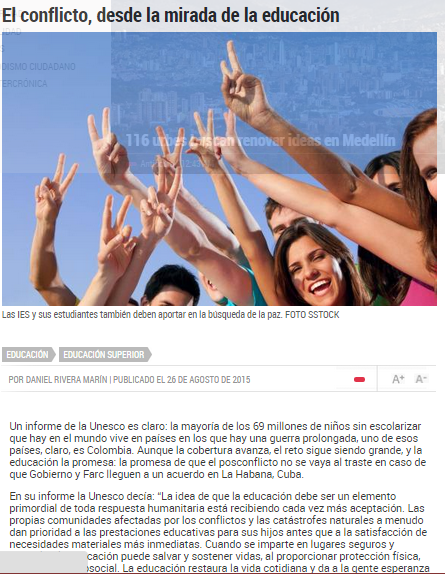 El conflicto, desde la mirada de la educación
DISMO CIUDADANO
TERCRÓNICA
116 urbes buscan renovar ideas en Medellín
Las IES y sus estudiantes también deben aportar en la búsqueda de la paz. FOTO SSTOCK
EDUCACIÓN
EDUCACIÓN SUPERIOR
POR DANIEL RIVERA MARÍN | PUBLICADO EL 26 DE AGOSTO DE 2015
A+ A-
Un informe de la Unesco es claro: la mayoría de los 69 millones de niños sin escolarizar
que hay en el mundo vive en países en los que hay una guerra prolongada, uno de esos
países, claro, es Colombia. Aunque la cobertura avanza, el reto sigue siendo grande, y la
educación la promesa: la promesa de que el posconflicto no se vaya al traste en caso de
que Gobierno y Farc lleguen a un acuerdo en La Habana, Cuba.
En su informe la Unesco decía: “La idea de que la educación debe ser un elemento
primordial de toda respuesta humanitaria está recibiendo cada vez más aceptación. Las
propias comunidades afectadas por los conflictos y las catástrofes naturales a menudo
dan prioridad a las prestaciones educativas para sus hijos antes que a la satisfacción de
necesidades materiales más inmediatas. Cuando se imparte en lugares seguros y
cación puede salvar y sostener vidas, al proporcionar protección física,
osocial. La educación restaura la vida cotidiana y da a la gente esperanza